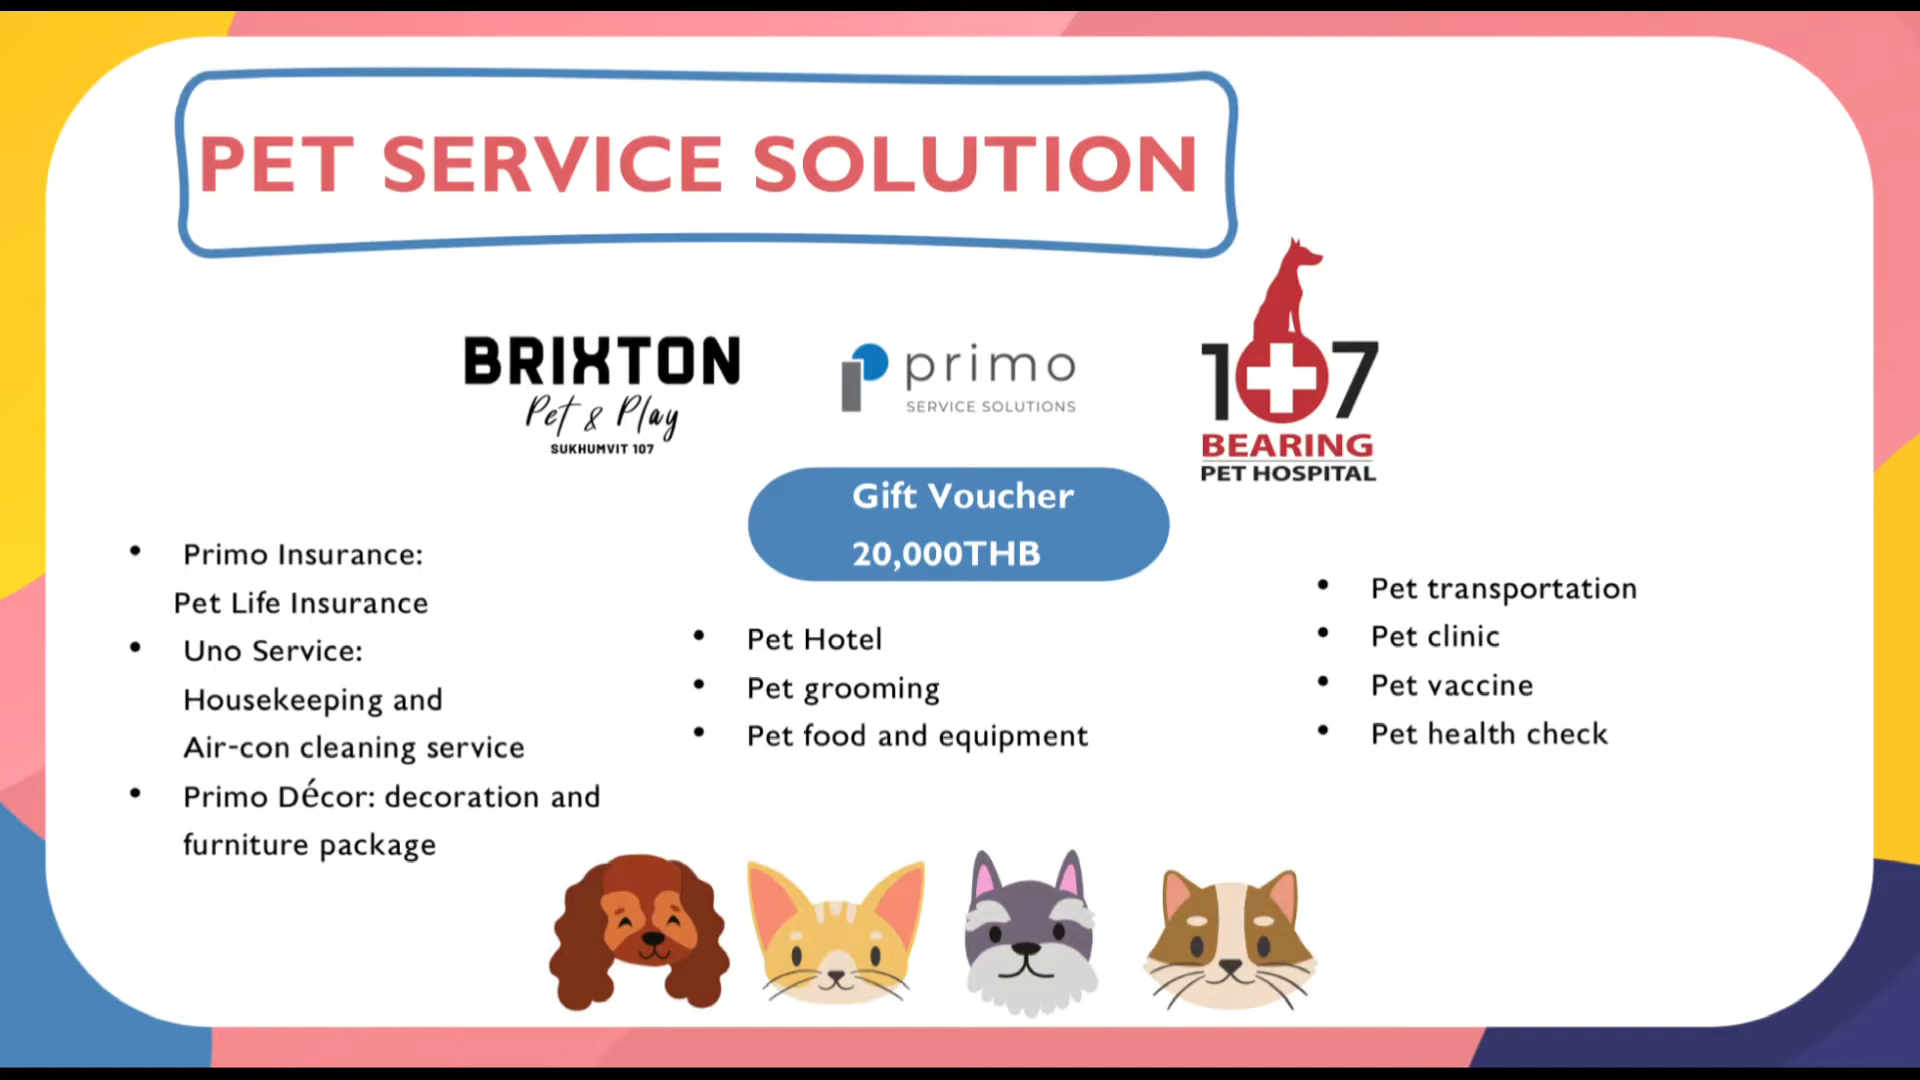 PET SERVICE SOLUTION
BRIXTON
Pet & Play
SUKHUMVIT 107
primo
SERVICE SOLUTIONS
107
BEARING
PET HOSPITAL
Gift Voucher
20,000THB
• Primo Insurance:
Pet Life Insurance
• Uno Service:
Housekeeping and
Air-con cleaning service
• Primo Décor: decoration and
furniture package
• Pet Hotel
• Pet grooming
• Pet food and equipment
• Pet transportation
• Pet clinic
• Pet vaccine
• Pet health check